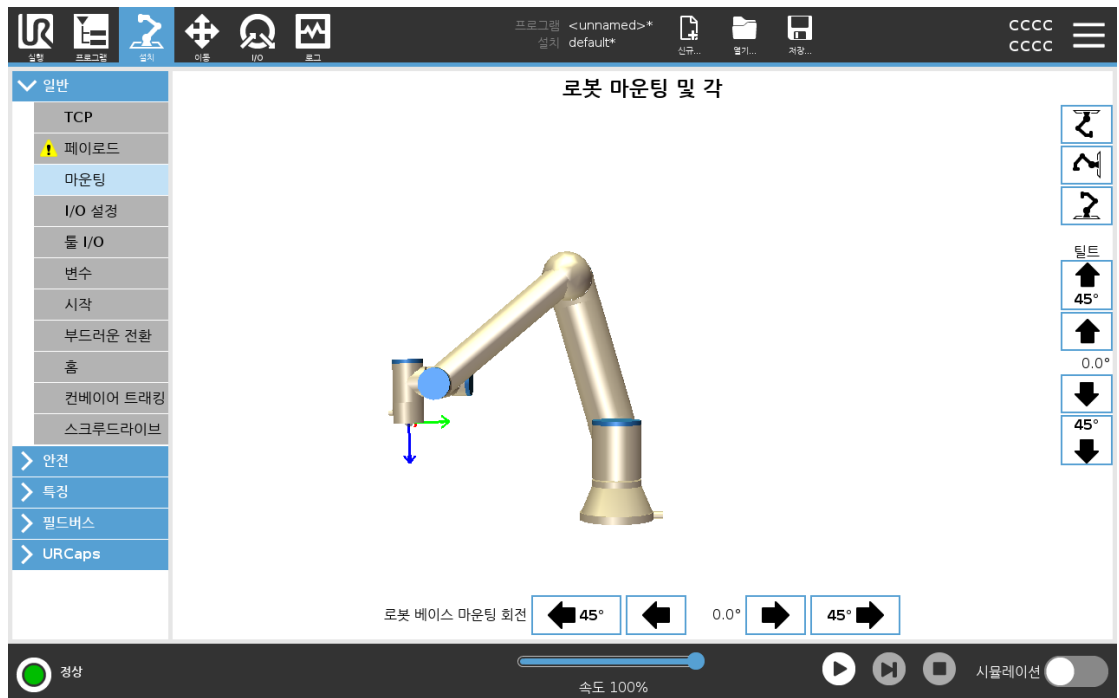 UR
프로그램 <unnamed>*
설치 default*
cccc
cccc
실행
프로그램
설치
이동
I/O
로그
신규...
열기...
저장...
일반
TCP
페이로드
마운팅
I/O 설정
툴 I/O
변수
시작
부드러운 전환
홈
컨베이어 트래킹
스크루드라이브
안전
특징
필드버스
URCaps
로봇 마운팅 및 각
틸트
45°
0.0°
45°
로봇 베이스 마운팅 회전
45°
0.0°
45°
정상
속도 100%
시뮬레이션